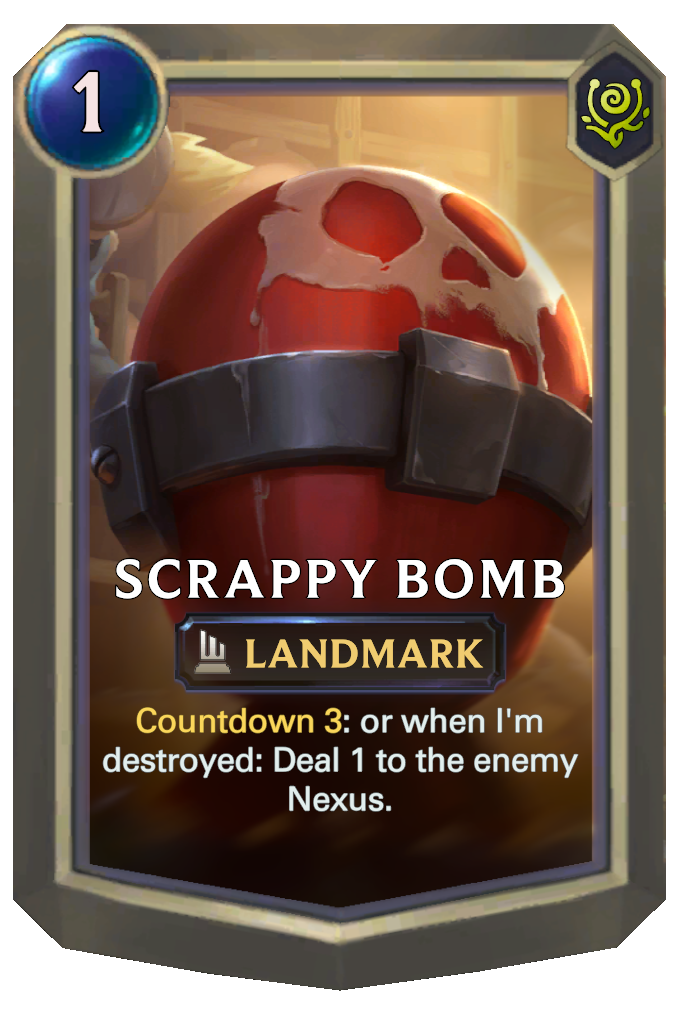 1
SCRAPPY BOMB
LANDMARK
Countdown 3: or when I'm
destroyed: Deal 1 to the enemy
Nexus.